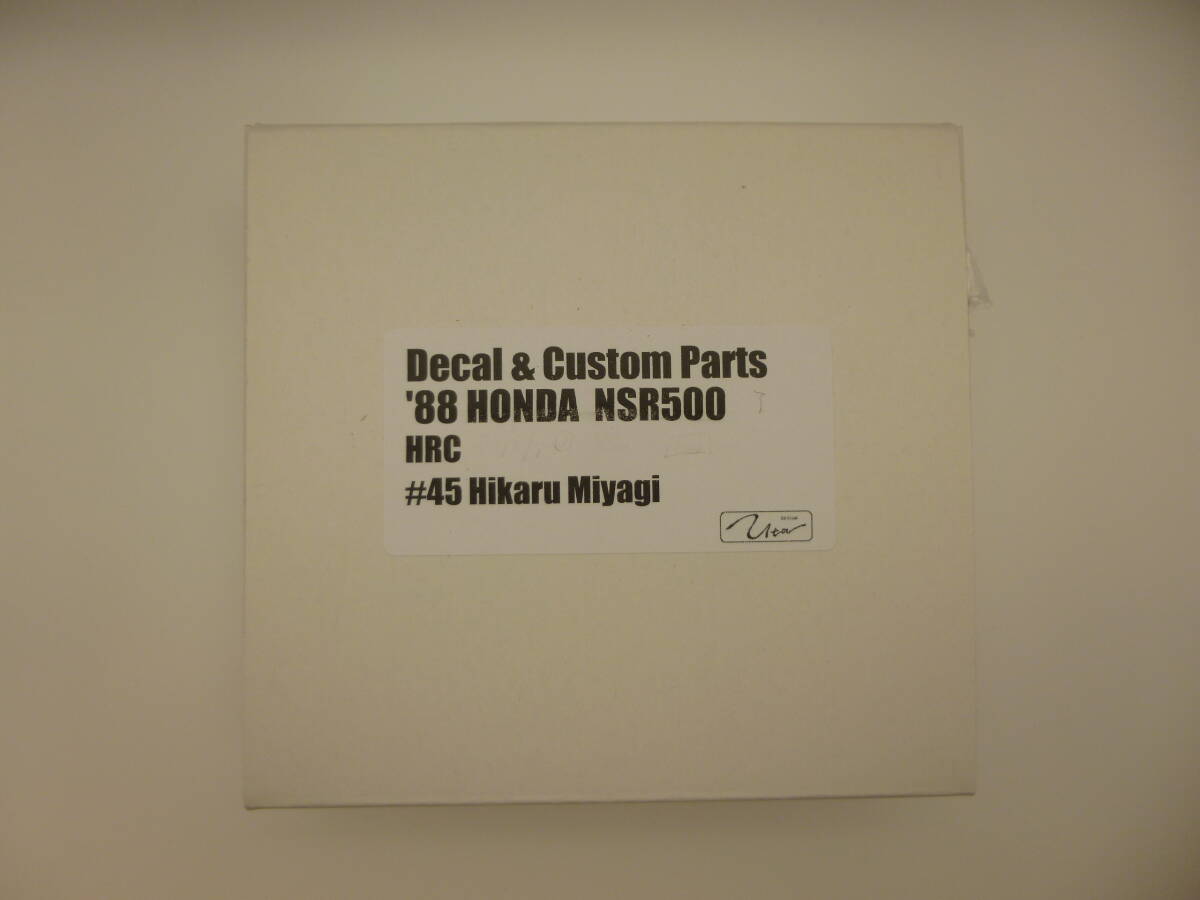 Decal & Custom Parts
'88 HONDA NSR500
HRC
#45 Hikaru Miyagi